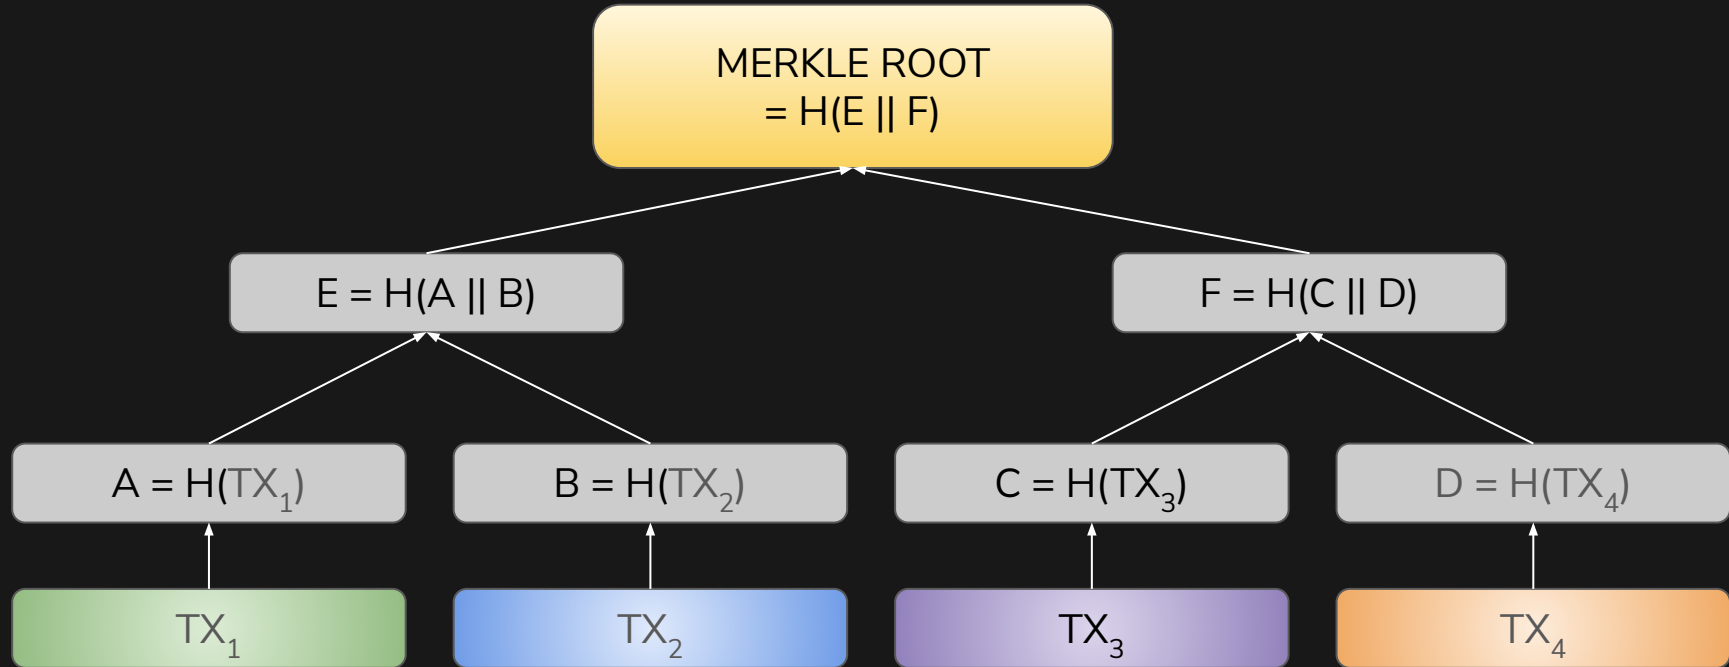 MERKLE ROOT
= H(E || F)
E = H(A || B)
F = H(C || D)
A = H(TX₁)
B = H(TX₂)
C = H(TX₃)
D = H(TX₄)
TX₁
TX₂
TX₃
TX₄